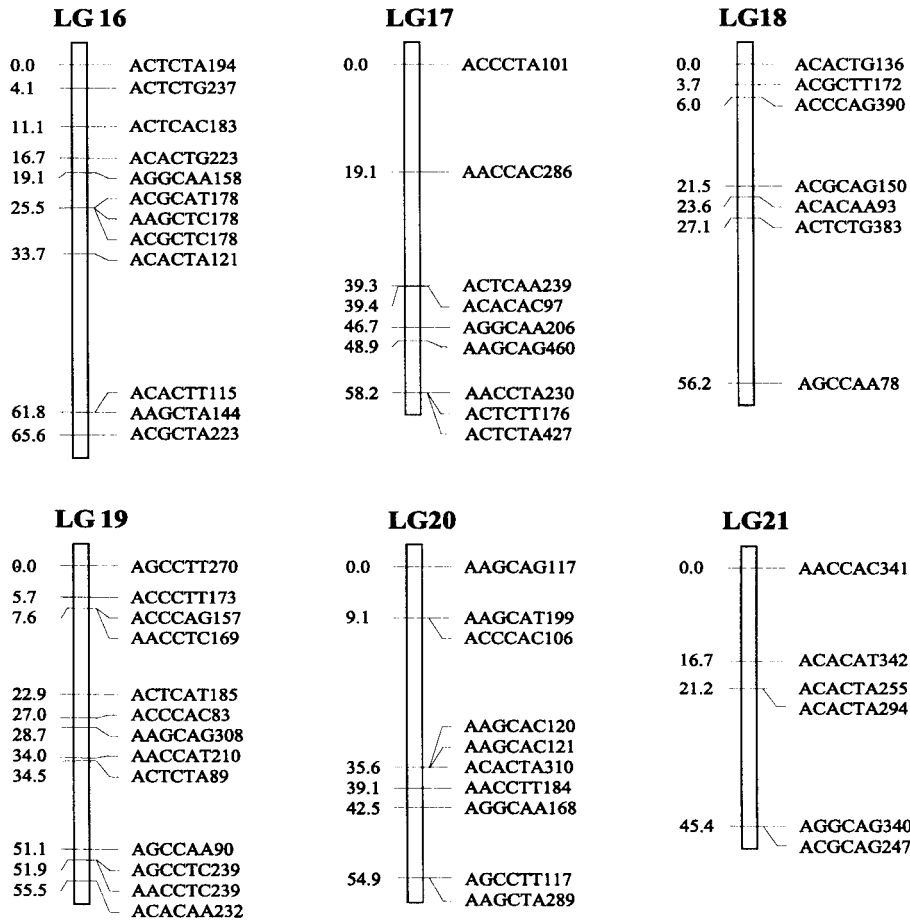 LG 16
0.0 ACTCTA194
4.1 ACTCTG237
11.1 ACTCAC183
16.7 ACACTG223
19.1 AGGCAA158
ACGCAT178
25.5 AAGCTC178
ACGCTC178
33.7 ACACTA121
ACACTT115
61.8 AAGCTA144
65.6 ACGCTA223
LG17
0.0 ACCCTA101
19.1 AACCAC286
39.3 ACTCAA239
39.4 ACACAC97
46.7 AGGCAA206
48.9 AAGCAG460
58.2 AACCTA230
ACTCTT176
ACTCTA427
LG18
0.0 ACACTG136
3.7 ACGCTT172
6.0 ACCCAG390
21.5 ACGCAG150
23.6 ACACAA93
27.1 ACTCTG383
56.2 AGCCAA78
LG 19
0.0 AGCCTT270
5.7 ACCCTT173
7.6 ACCCAG157
AACCTC169
22.9 ACTCAT185
27.0 ACCCAC83
28.7 AAGCAG308
34.0 AACCAT210
34.5 ACTCTA89
51.1 AGCCAA90
51.9 AGCCTC239
55.5 AACCTC239
ACACAA232
LG20
0.0 AAGCAG117
9.1 AAGCAT199
ACCCAC106
AAGCAC120
AAGCAC121
35.6 ACACTA310
39.1 AACCTT184
42.5 AGGCAA168
54.9 AGCCTT117
AAGCTA289
LG21
0.0 AACCAC341
16.7 ACACAT342
21.2 ACACTA255
ACACTA294
45.4 AGGCAG340
ACGCAG247